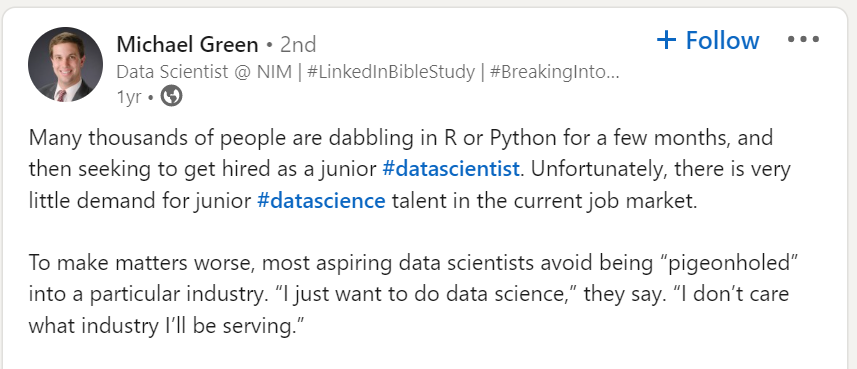 Michael Green • 2nd
+ Follow •••
Data Scientist @ NIM | #LinkedInBibleStudy | #BreakingInto...
1yr •
Many thousands of people are dabbling in R or Python for a few months, and
then seeking to get hired as a junior #datascientist. Unfortunately, there is very
little demand for junior #datascience talent in the current job market.
To make matters worse, most aspiring data scientists avoid being “pigeonholed”
into a particular industry. “I just want to do data science,” they say. “I don’t care
what industry I’ll be serving.”